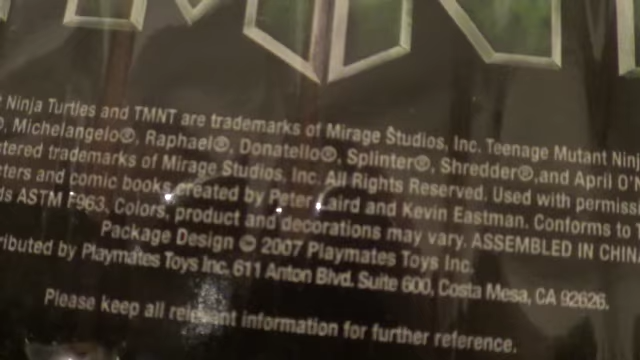 TMNT
Ninja Turtles and TMNT are trademarks of Mirage Studios, Inc. Teenage Mutant Ninj
Michelangelo®, Raphael®, Donatello®, Splinter®, Shredder®,and April O'N
tered trademarks of Mirage Studios, Inc. All Rights Reserved. Used with permiss
cters and comic books created by Peter Laird and Kevin Eastman. Conforms to
ds ASTM F963, Colors, product and decorations may vary. ASSEMBLED IN CHINA
Package Design © 2007 Playmates Toys Inc.
ributed by Playmates Toys Inc. 611 Anton Blvd. Suite 600, Costa Mesa, CA 92626.
Please keep all relevant information for further reference.